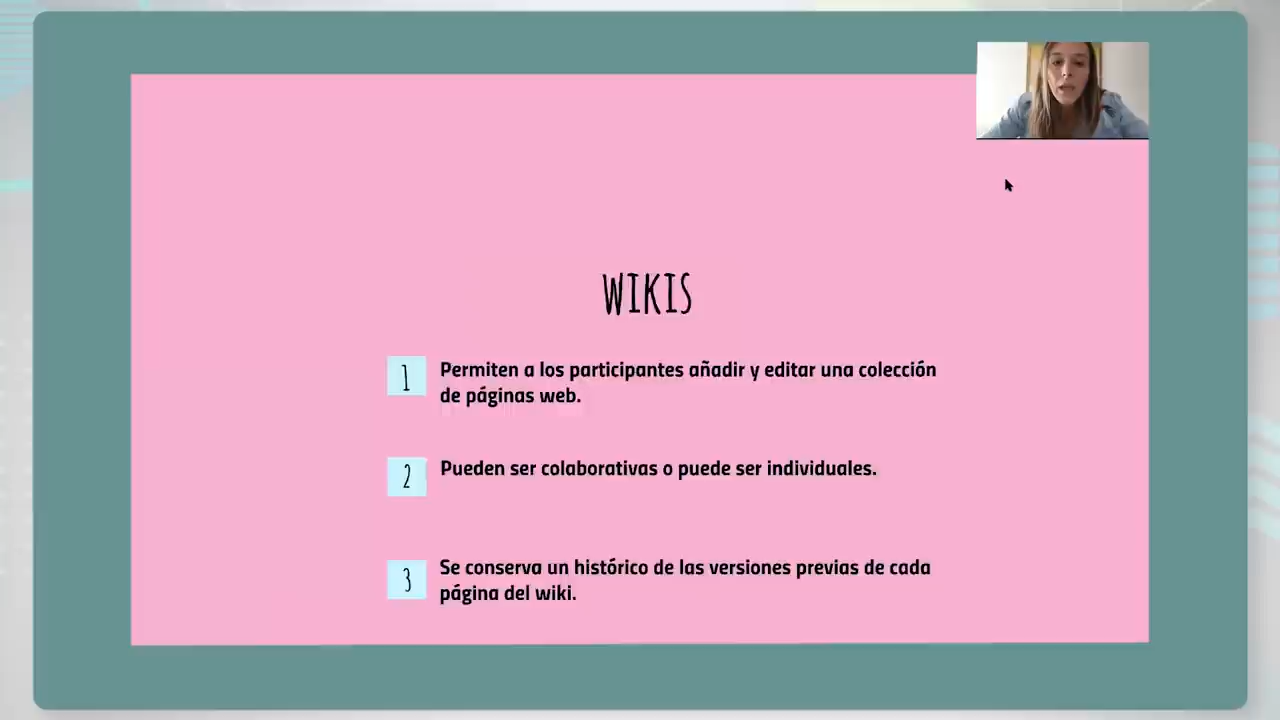 WIKIS
1 Permiten a los participantes añadir y editar una colección
de páginas web.
2 Pueden ser colaborativas o puede ser individuales.
3 Se conserva un histórico de las versiones previas de cada
página del wiki.